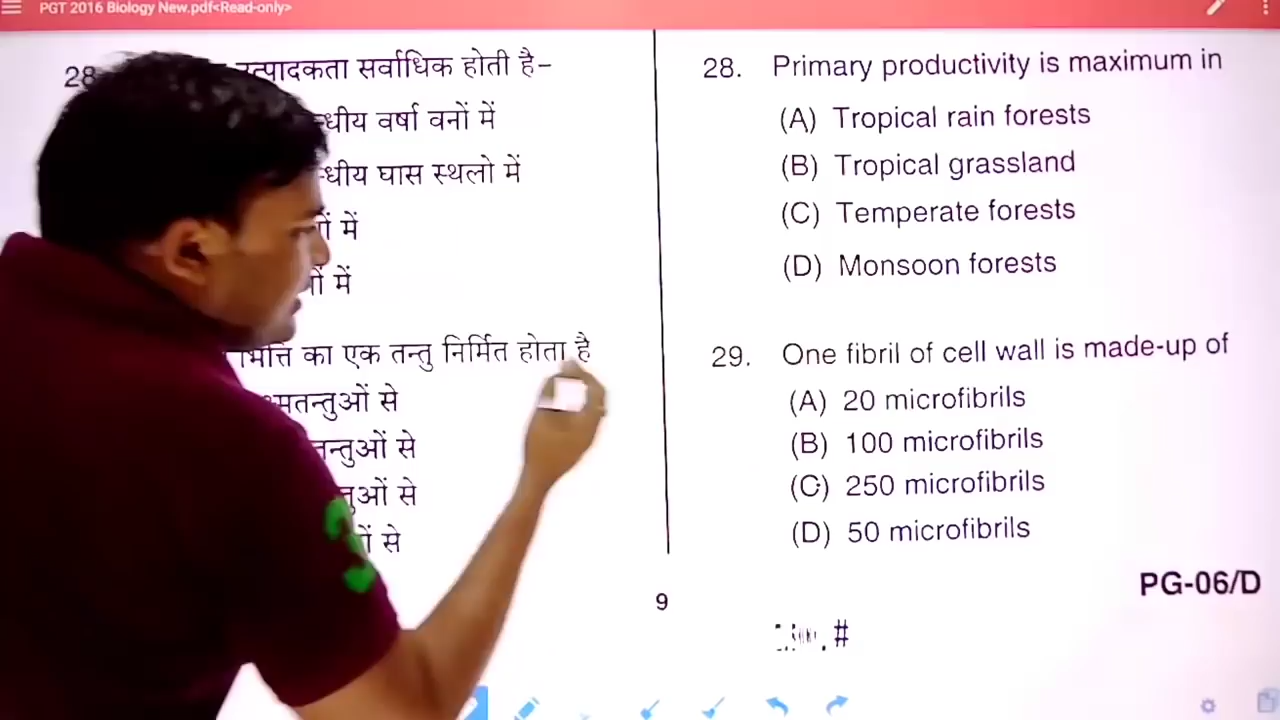 PGT 2016 Biology New.pdf<Read-only>
28 उत्पादकता सर्वाधिक होती है–
वर्षा वनों में
घास स्थलो में
में
में
का एक तन्तु निर्मित होता है
से
से
से
से
28. Primary productivity is maximum in
(A) Tropical rain forests
(B) Tropical grassland
(C) Temperate forests
(D) Monsoon forests
29. One fibril of cell wall is made-up of
(A) 20 microfibrils
(B) 100 microfibrils
(C) 250 microfibrils
(D) 50 microfibrils
PG-06/D
9
#
3